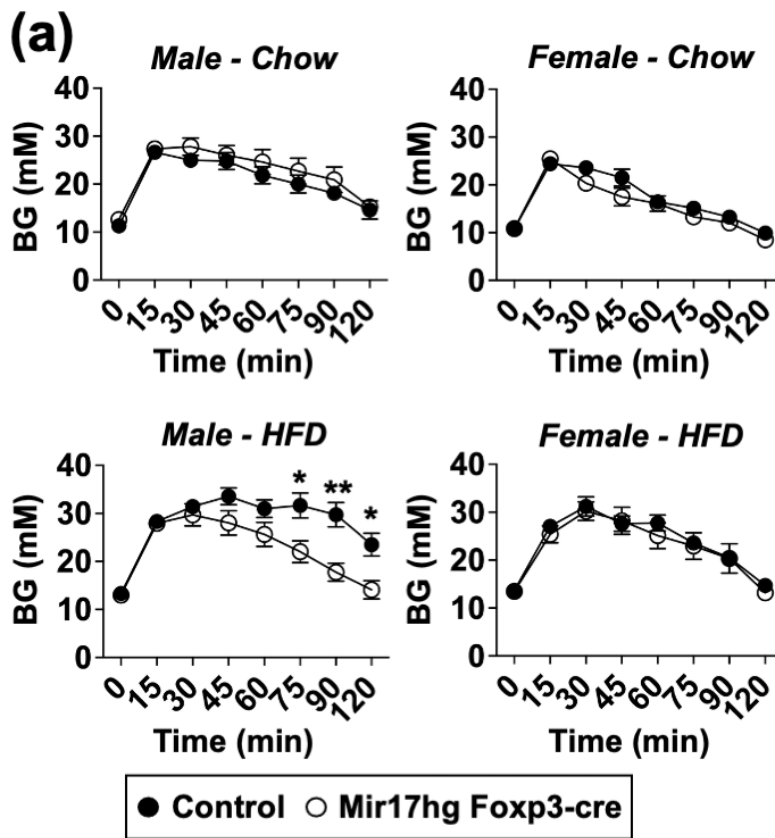 (a)
Male - Chow
Female - Chow
BG (mM)
40
30
20
10
0
0 15 30 45 60 75 90 120
Time (min)
BG (mM)
40
30
20
10
0
0 15 30 45 60 75 90 120
Time (min)
Male - HFD
Female - HFD
BG (mM)
40
30
20
10
0
* ** *
0 15 30 45 60 75 90 120
Time (min)
BG (mM)
40
30
20
10
0
0 15 30 45 60 75 90 120
Time (min)
Control Mir17hg Foxp3-cre